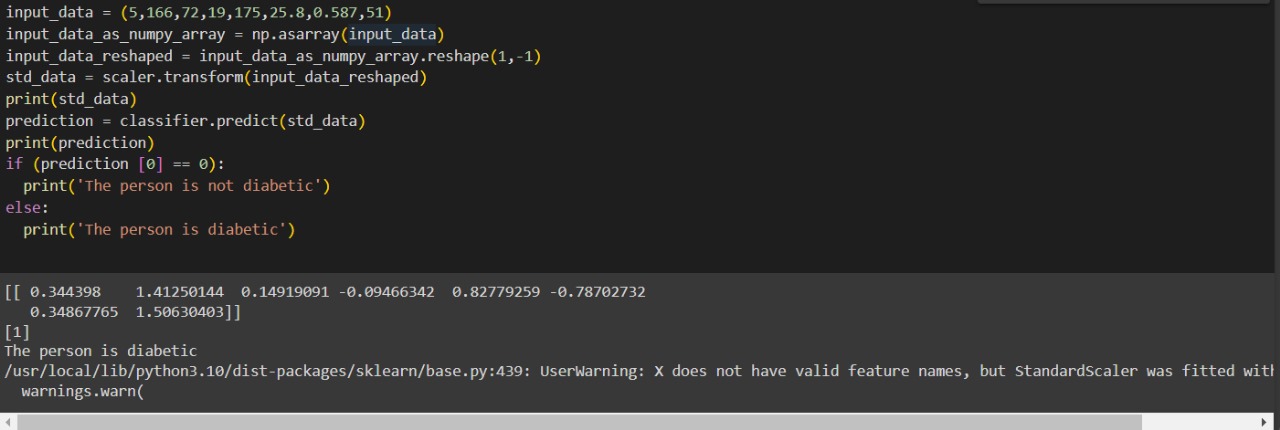 input_data = (5,166,72,19,175,25.8,0.587,51)
input_data_as_numpy_array = np.asarray(input_data)
input_data_reshaped = input_data_as_numpy_array.reshape(1,-1)
std_data = scaler.transform(input_data_reshaped)
print(std_data)
prediction = classifier.predict(std_data)
print(prediction)
if (prediction [0] == 0):
  print('The person is not diabetic')
else:
  print('The person is diabetic')
[[ 0.344398    1.41250144  0.14919091 -0.09466342  0.82779259 -0.78702732
   0.34867765  1.50630403]]
[1]
The person is diabetic
/usr/local/lib/python3.10/dist-packages/sklearn/base.py:439: UserWarning: X does not have valid feature names, but StandardScaler was fitted with
  warnings.warn(